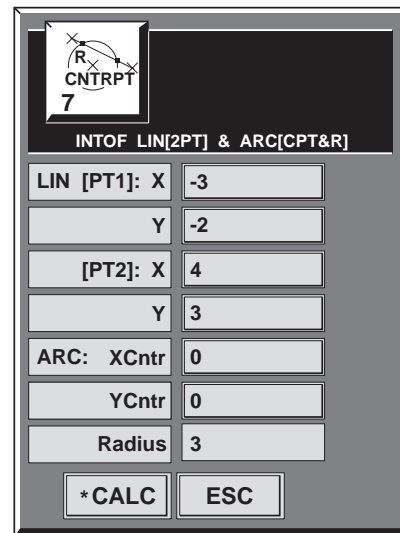 R
CNTRPT
7
INTOF LIN[2PT] & ARC[CPT&R]
LIN [PT1]: X -3
Y -2
[PT2]: X 4
Y 3
ARC: XCntr 0
YCntr 0
Radius 3
*CALC ESC